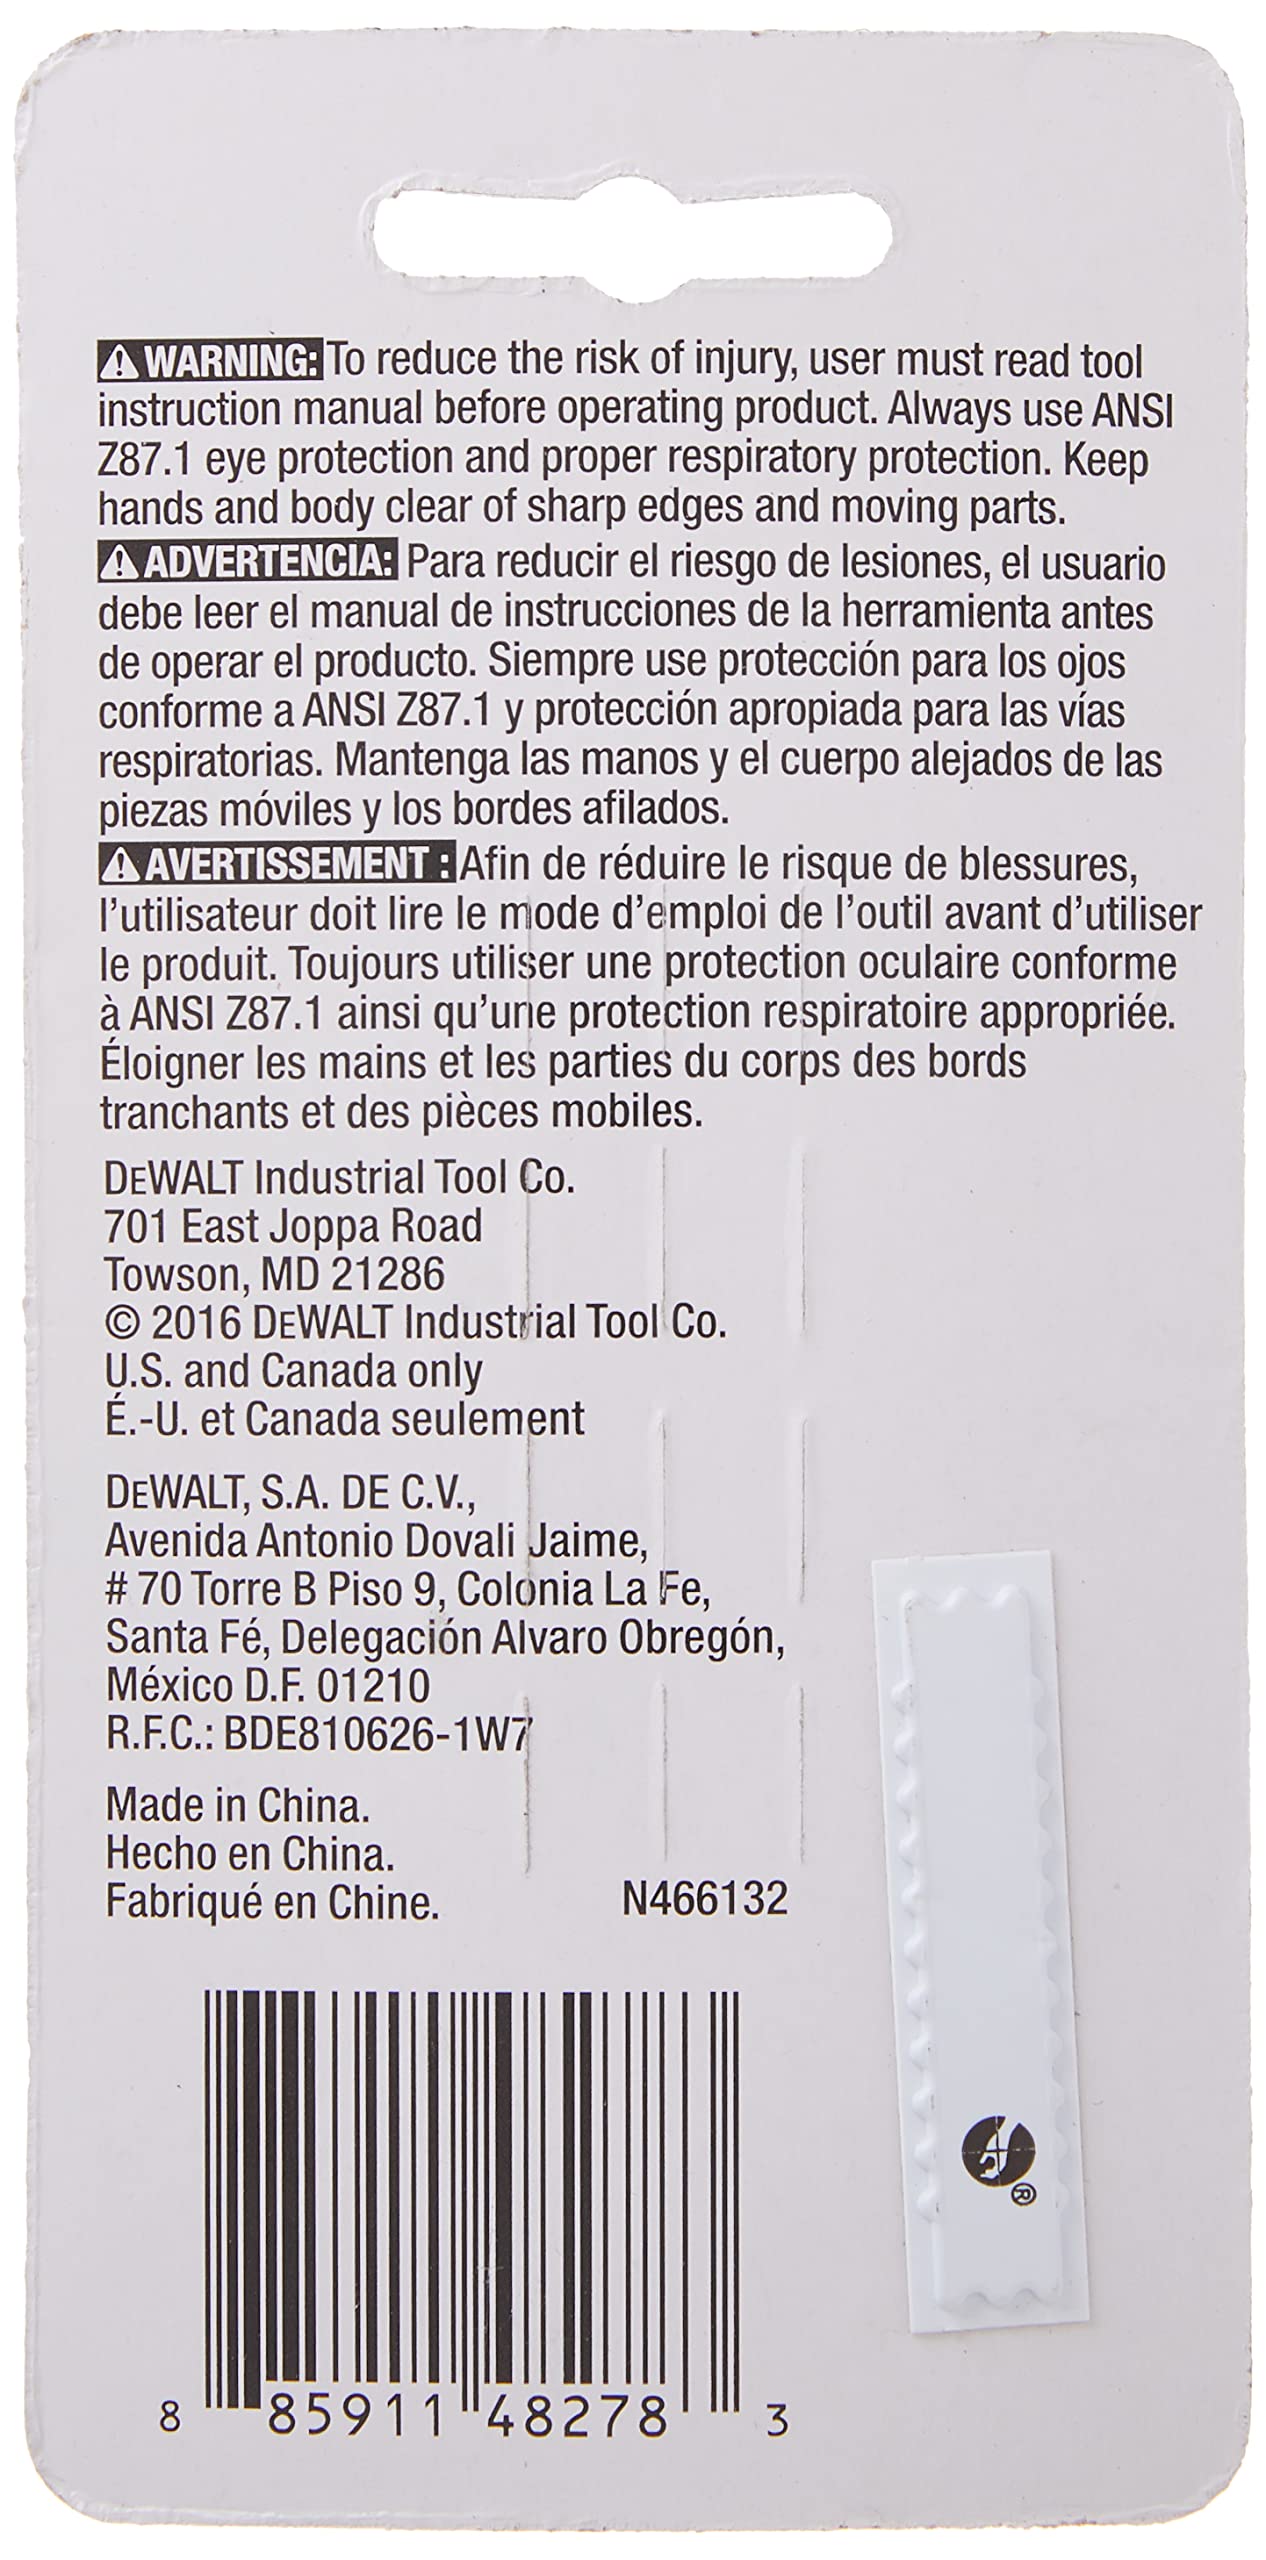 ⚠ WARNING: To reduce the risk of injury, user must read tool
instruction manual before operating product. Always use ANSI
Z87.1 eye protection and proper respiratory protection. Keep
hands and body clear of sharp edges and moving parts.
⚠ ADVERTENCIA: Para reducir el riesgo de lesiones, el usuario
debe leer el manual de instrucciones de la herramienta antes
de operar el producto. Siempre use protección para los ojos
conforme a ANSI Z87.1 y protección apropiada para las vías
respiratorias. Mantenga las manos y el cuerpo alejados de las
piezas móviles y los bordes afilados.
⚠ AVERTISSEMENT : Afin de réduire le risque de blessures,
l’utilisateur doit lire le mode d’emploi de l’outil avant d’utiliser
le produit. Toujours utiliser une protection oculaire conforme
à ANSI Z87.1 ainsi qu’une protection respiratoire appropriée.
Éloigner les mains et les parties du corps des bords
tranchants et des pièces mobiles.
DEWALT Industrial Tool Co.
701 East Joppa Road
Towson, MD 21286
© 2016 DEWALT Industrial Tool Co.
U.S. and Canada only
É.-U. et Canada seulement
DEWALT, S.A. DE C.V.,
Avenida Antonio Dovali Jaime,
# 70 Torre B Piso 9, Colonia La Fe,
Santa Fé, Delegación Alvaro Obregón,
México D.F. 01210
R.F.C.: BDE810626-1W7
Made in China.
Hecho en China.
Fabriqué en Chine. N466132
®
8 85911 48278 3